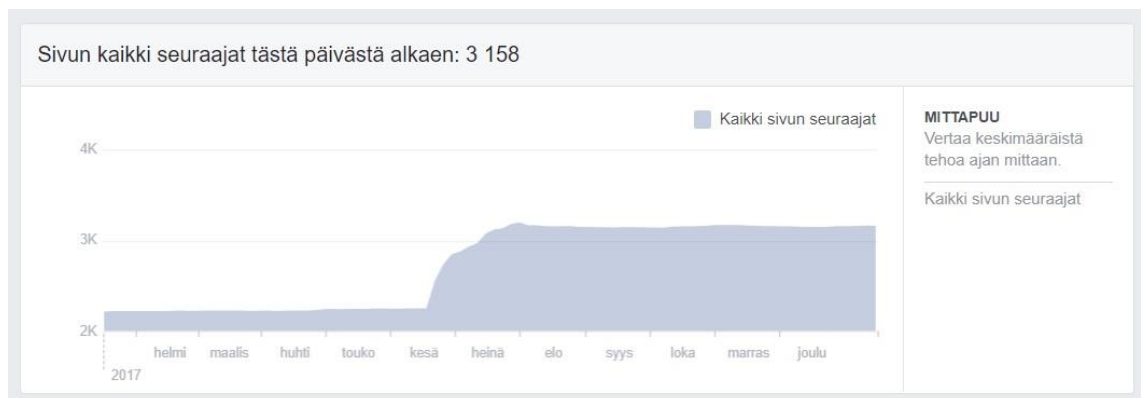 Sivun kaikki seuraajat tästä päivästä alkaen: 3 158
Kaikki sivun seuraajat
4K
3K
2K
helmi maalis huhti touko kesä heinä elo syys loka marras joulu
2017
MITTAPUU
Vertaa keskimääräistä
tehoa ajan mittaan.
Kaikki sivun seuraajat